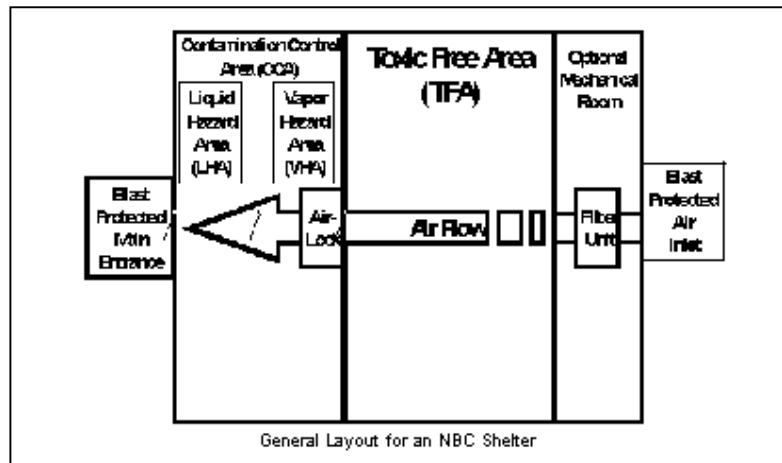 Contamination Control
Area (CCA)
Liquid
Hazard
Area
(LHA)
Vapor
Hazard
Area
(VHA)
Toxic Free Area
(TFA)
Optional
Mechanical
Room
Blast
Protected
Main
Entrance
Air-
Lock
Air Flow
Filter
Unit
Blast
Protected
Air
Inlet
General Layout for an NBC Shelter